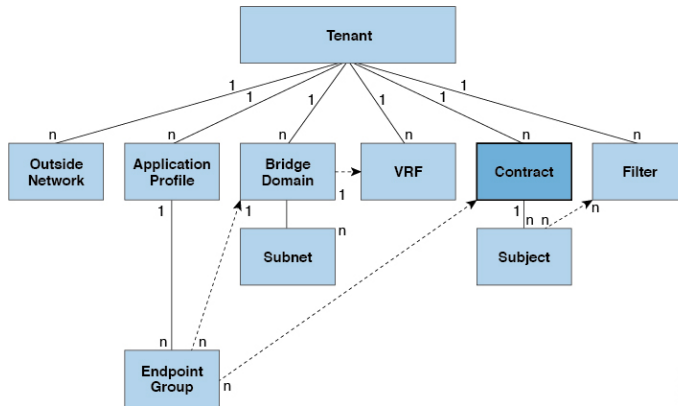 Tenant
1 1 1 1 1 1
n n n n n n
Outside Network
Application Profile
Bridge Domain
VRF
Contract
Filter
1 1 1 1 n n n
Subnet
n
Subject
n n n
Endpoint Group